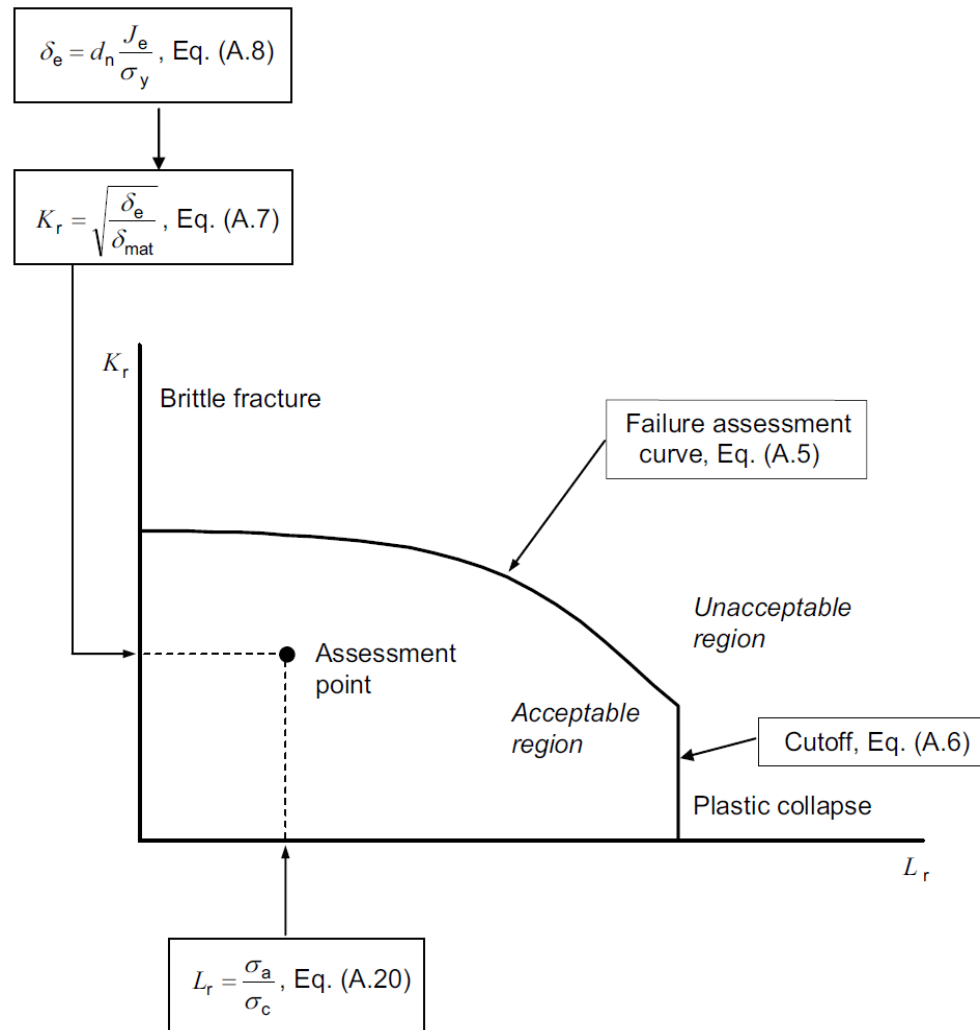 δe = dn Je/σy, Eq. (A.8)
Kr = √(δe/δmat), Eq. (A.7)
Kr
Brittle fracture
Failure assessment
curve, Eq. (A.5)
Unacceptable
region
Assessment
point
Acceptable
region
Cutoff, Eq. (A.6)
Plastic collapse
Lr
Lr = σa/σc, Eq. (A.20)